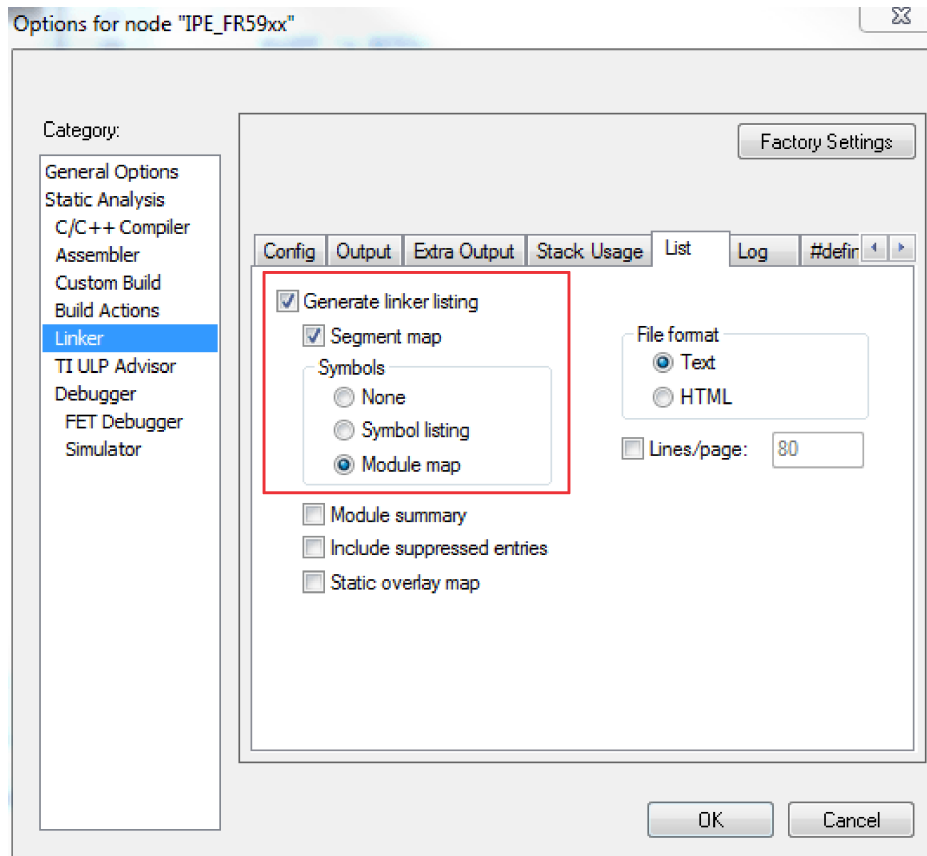 Options for node "IPE_FR59xx"
Category:
Factory Settings
General Options
Static Analysis
C/C++ Compiler
Assembler
Custom Build
Build Actions
Linker
TI ULP Advisor
Debugger
FET Debugger
Simulator
Config Output Extra Output Stack Usage List Log #defin
Generate linker listing
Segment map
Symbols
None
Symbol listing
Module map
Module summary
Include suppressed entries
Static overlay map
File format
Text
HTML
Lines/page: 80
OK Cancel